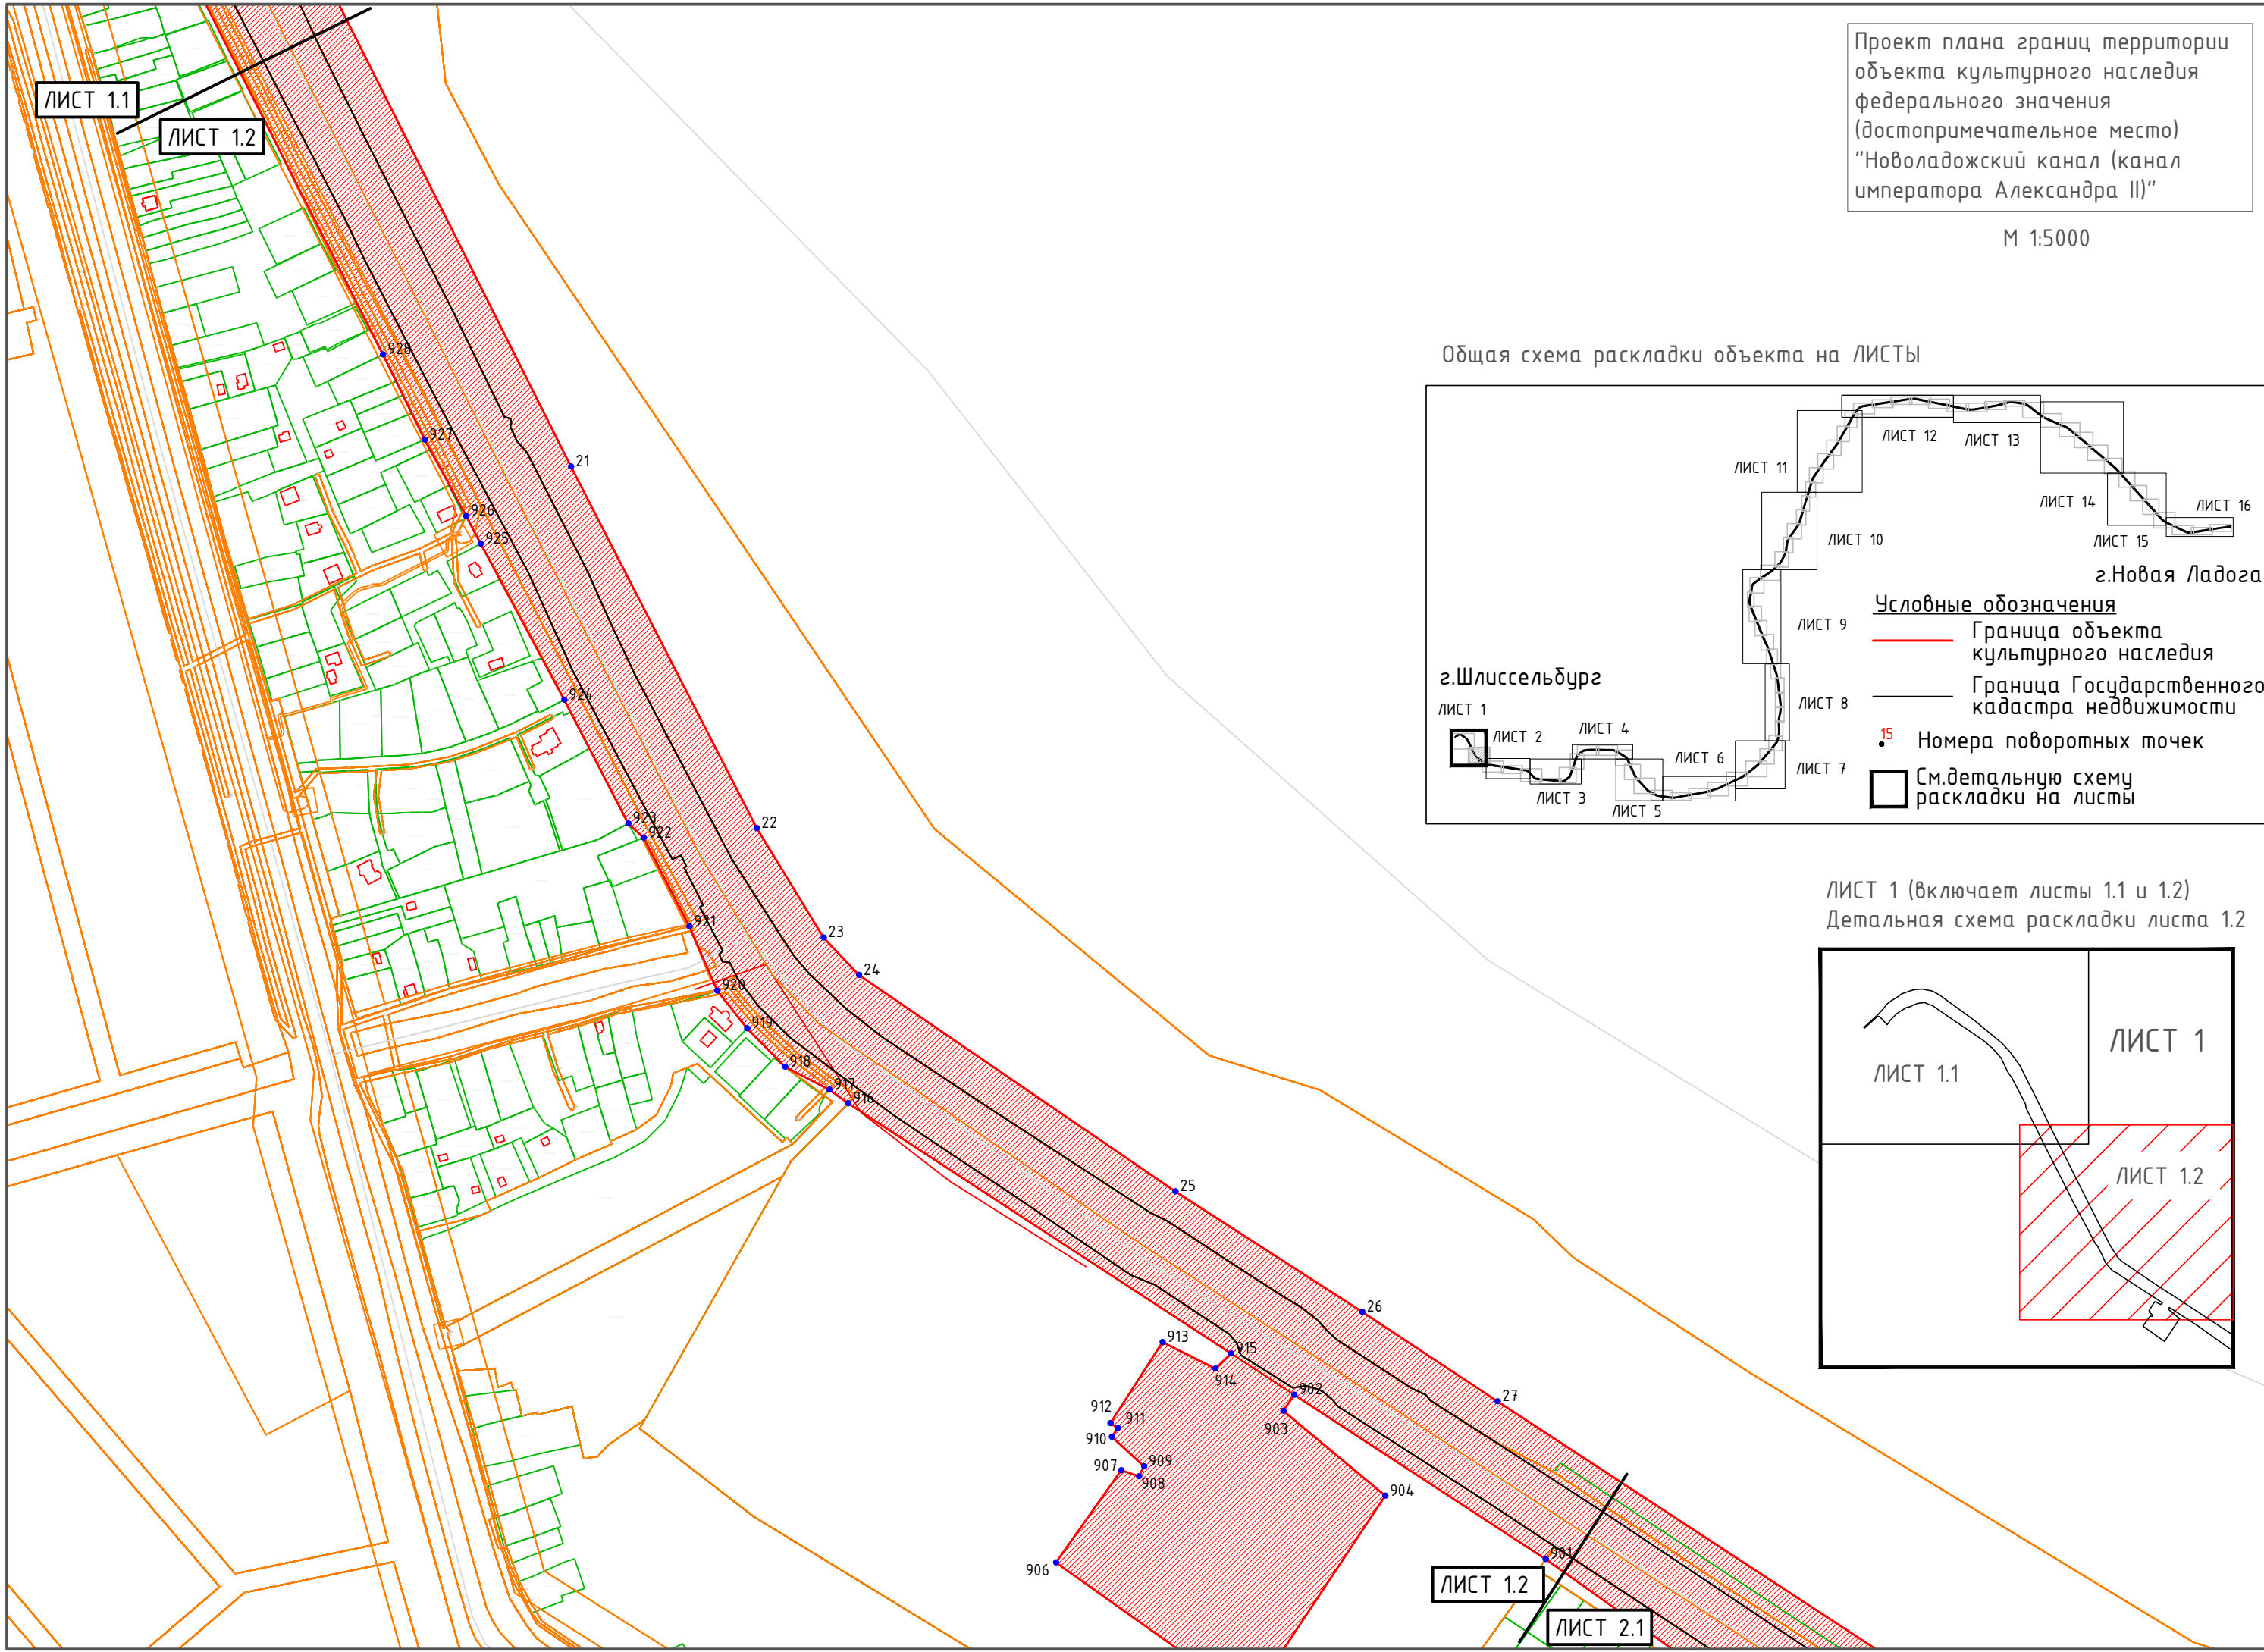 Проект плана границ территории
объекта культурного наследия
федерального значения
(достопримечательное место)
"Новоладожский канал (канал
императора Александра II)"
М 1:5000
ЛИСТ 1.1
ЛИСТ 1.2
928
927
21
926
925
924
923
922
22
921
23
24
920
919
918
917
916
25
26
913
915
914
902
27
912
911
903
910
909
907
908
904
906
901
ЛИСТ 1.2
ЛИСТ 2.1
Общая схема раскладки объекта на ЛИСТЫ
ЛИСТ 12
ЛИСТ 13
ЛИСТ 11
ЛИСТ 14
ЛИСТ 16
ЛИСТ 10
ЛИСТ 15
г.Новая Ладога
Условные обозначения
ЛИСТ 9
Граница объекта
культурного наследия
г.Шлиссельбург
Граница Государственного
кадастра недвижимости
ЛИСТ 8
ЛИСТ 1
ЛИСТ 2
ЛИСТ 4
15
Номера поворотных точек
ЛИСТ 6
ЛИСТ 7
ЛИСТ 3
ЛИСТ 5
См.детальную схему
раскладки на листы
ЛИСТ 1 (включает листы 1.1 и 1.2)
Детальная схема раскладки листа 1.2
ЛИСТ 1
ЛИСТ 1.1
ЛИСТ 1.2